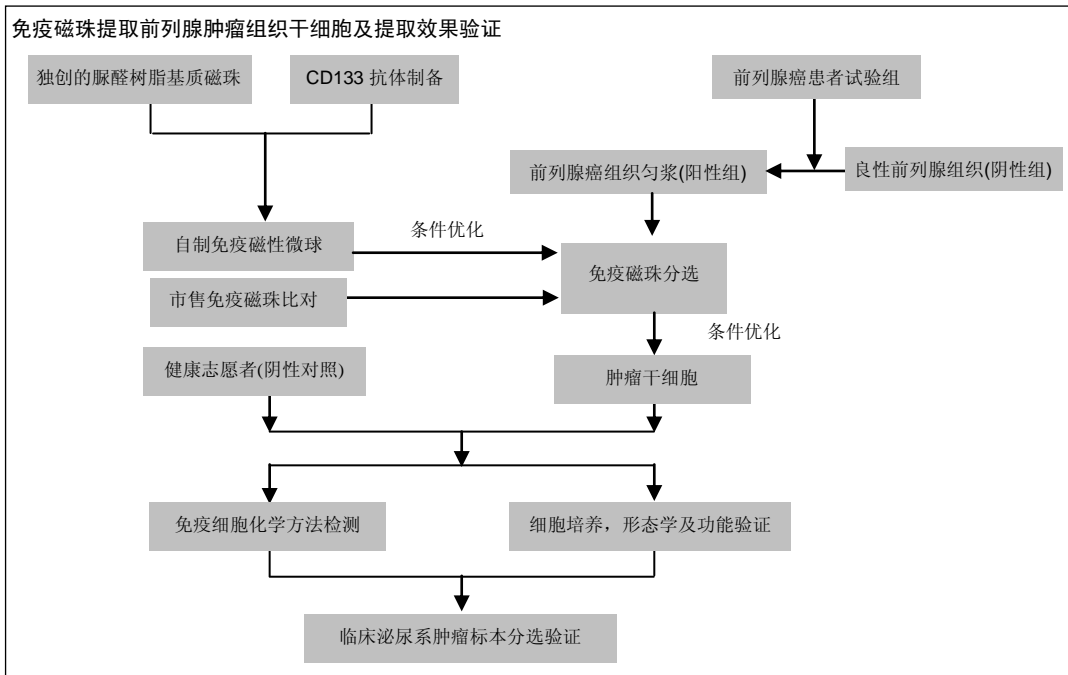 免疫磁珠提取前列腺肿瘤组织干细胞及提取效果验证
独创的脲醛树脂基质磁珠
CD133 抗体制备
前列腺癌患者试验组
前列腺癌组织匀浆(阳性组)
良性前列腺组织(阴性组)
自制免疫磁性微球
条件优化
免疫磁珠分选
市售免疫磁珠比对
条件优化
健康志愿者(阴性对照)
肿瘤干细胞
免疫细胞化学方法检测
细胞培养，形态学及功能验证
临床泌尿系肿瘤标本分选验证